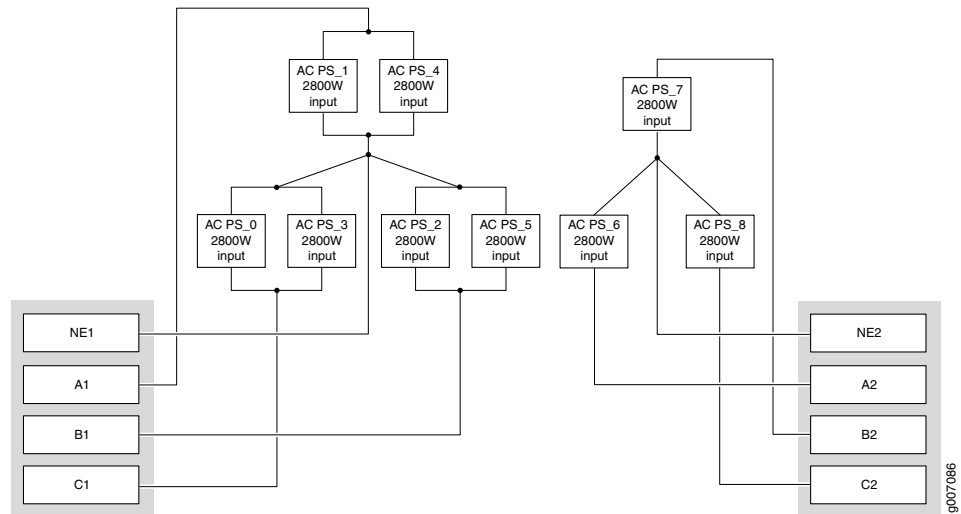 AC PS_1
2800W
input
AC PS_4
2800W
input
AC PS_7
2800W
input
AC PS_0
2800W
input
AC PS_3
2800W
input
AC PS_2
2800W
input
AC PS_5
2800W
input
AC PS_6
2800W
input
AC PS_8
2800W
input
NE1
A1
B1
C1
NE2
A2
B2
C2
g007086